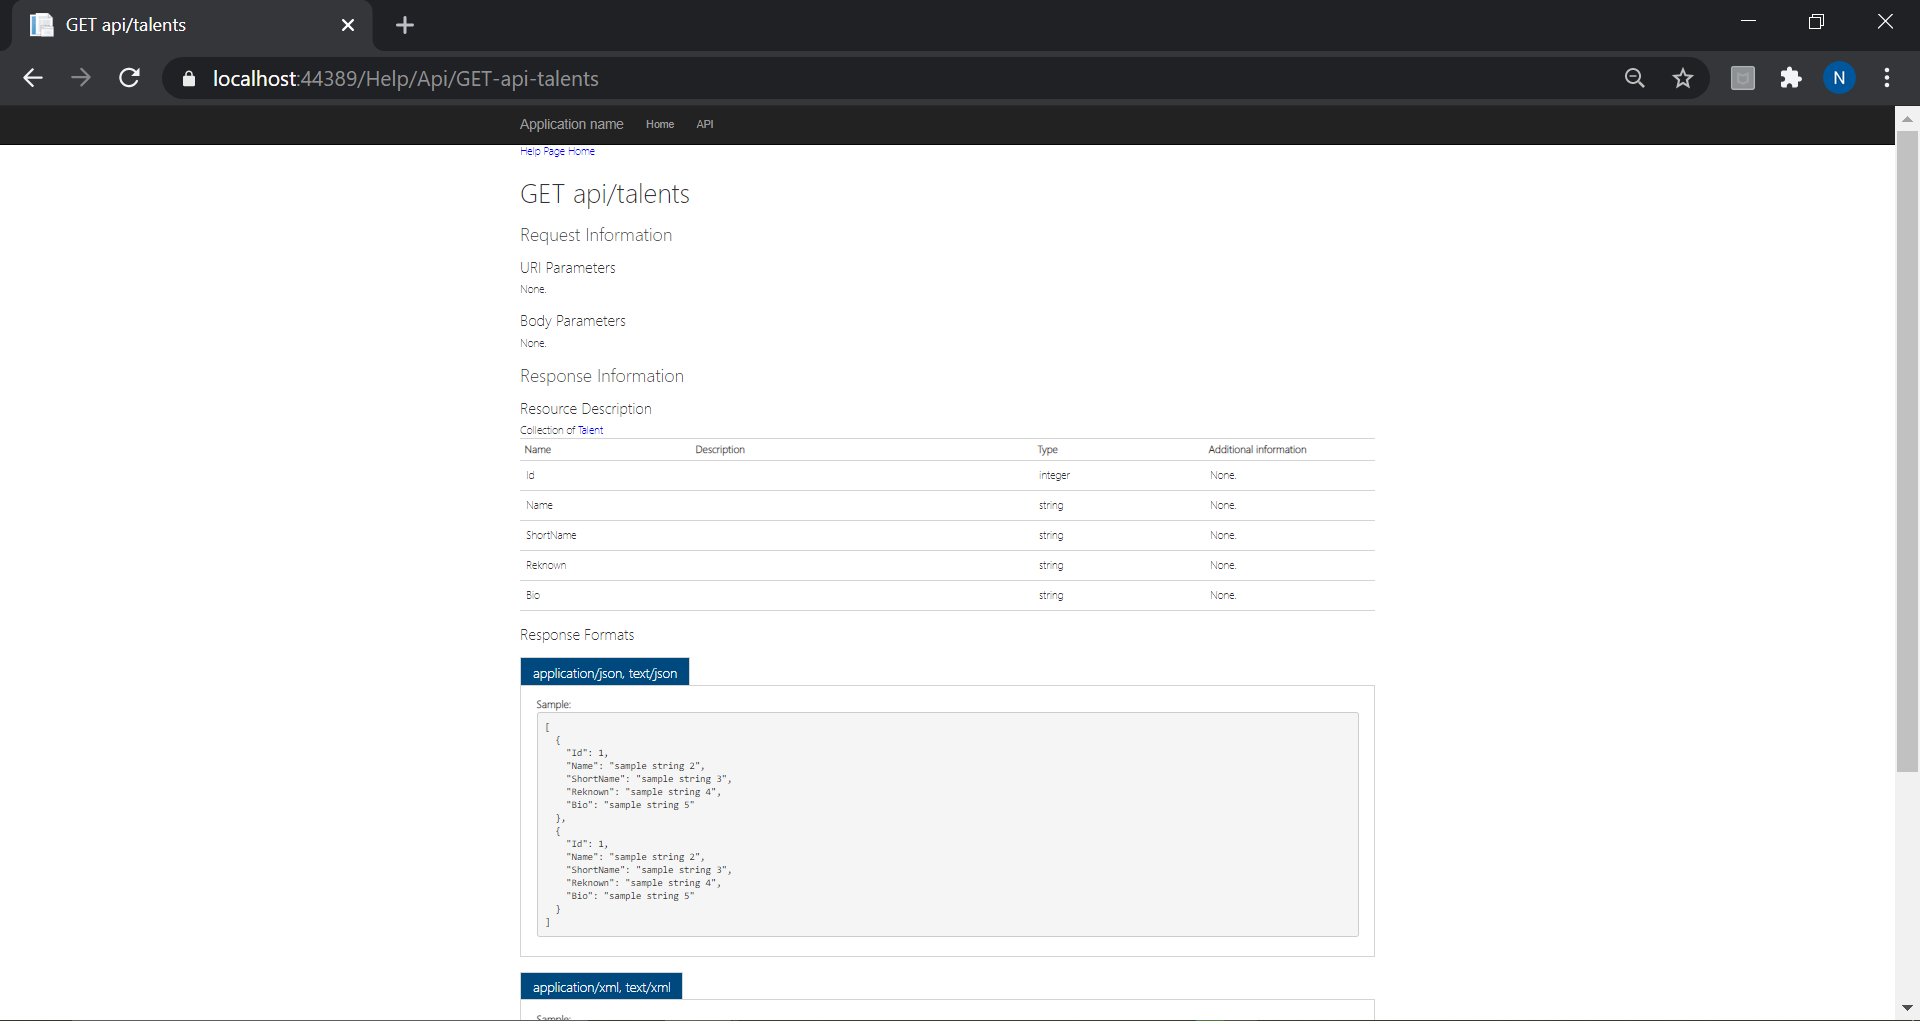 GET api/talents
localhost:44389/Help/Api/GET-api-talents
N
Application name Home API
Help Page Home
GET api/talents
Request Information
URI Parameters
None.
Body Parameters
None.
Response Information
Resource Description
Collection of Talent
Name Description Type Additional information
Id integer None.
Name string None.
ShortName string None.
Reknown string None.
Bio string None.
Response Formats
application/json, text/json
Sample:
[
{
"Id": 1,
"Name": "sample string 2",
"ShortName": "sample string 3",
"Reknown": "sample string 4",
"Bio": "sample string 5"
},
{
"Id": 1,
"Name": "sample string 2",
"ShortName": "sample string 3",
"Reknown": "sample string 4",
"Bio": "sample string 5"
}
]
application/xml, text/xml
Sample: